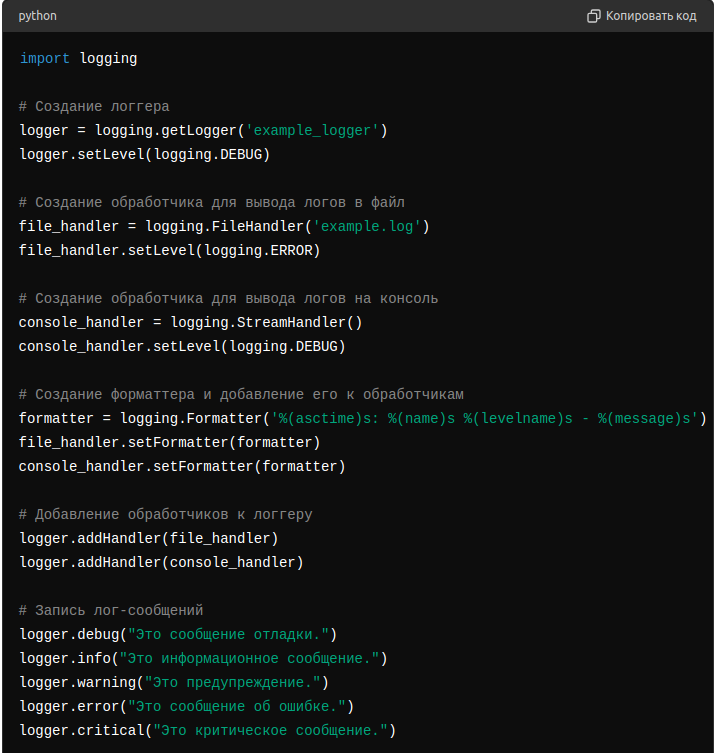 python
Копировать код
import logging
# Создание логгера
logger = logging.getLogger('example_logger')
logger.setLevel(logging.DEBUG)
# Создание обработчика для вывода логов в файл
file_handler = logging.FileHandler('example.log')
file_handler.setLevel(logging.ERROR)
# Создание обработчика для вывода логов на консоль
console_handler = logging.StreamHandler()
console_handler.setLevel(logging.DEBUG)
# Создание форматтера и добавление его к обработчикам
formatter = logging.Formatter('%(asctime)s: %(name)s %(levelname)s - %(message)s')
file_handler.setFormatter(formatter)
console_handler.setFormatter(formatter)
# Добавление обработчиков к логгеру
logger.addHandler(file_handler)
logger.addHandler(console_handler)
# Запись лог-сообщений
logger.debug("Это сообщение отладки.")
logger.info("Это информационное сообщение.")
logger.warning("Это предупреждение.")
logger.error("Это сообщение об ошибке.")
logger.critical("Это критическое сообщение.")